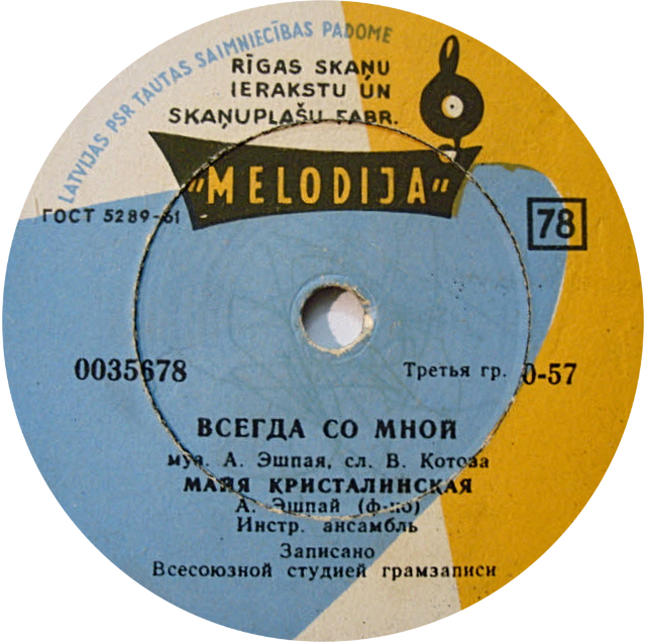 LATVIJAS PSR TAUTAS SAIMNIECĪBAS PADOME
RĪGAS SKAŅU
IERAKSTU UN
SKAŅUPLAŠU FABR.
"MELODIJA"
ГОСТ 5289-61
78
0035678
Третья гр. 0-57
ВСЕГДА СО МНОЙ
муз. А. Эшпая, сл. В. Котова
МАЙЯ КРИСТАЛИНСКАЯ
А. Эшпай (ф-но)
Инстр. ансамбль
Записано
Всесоюзной студией грамзаписи